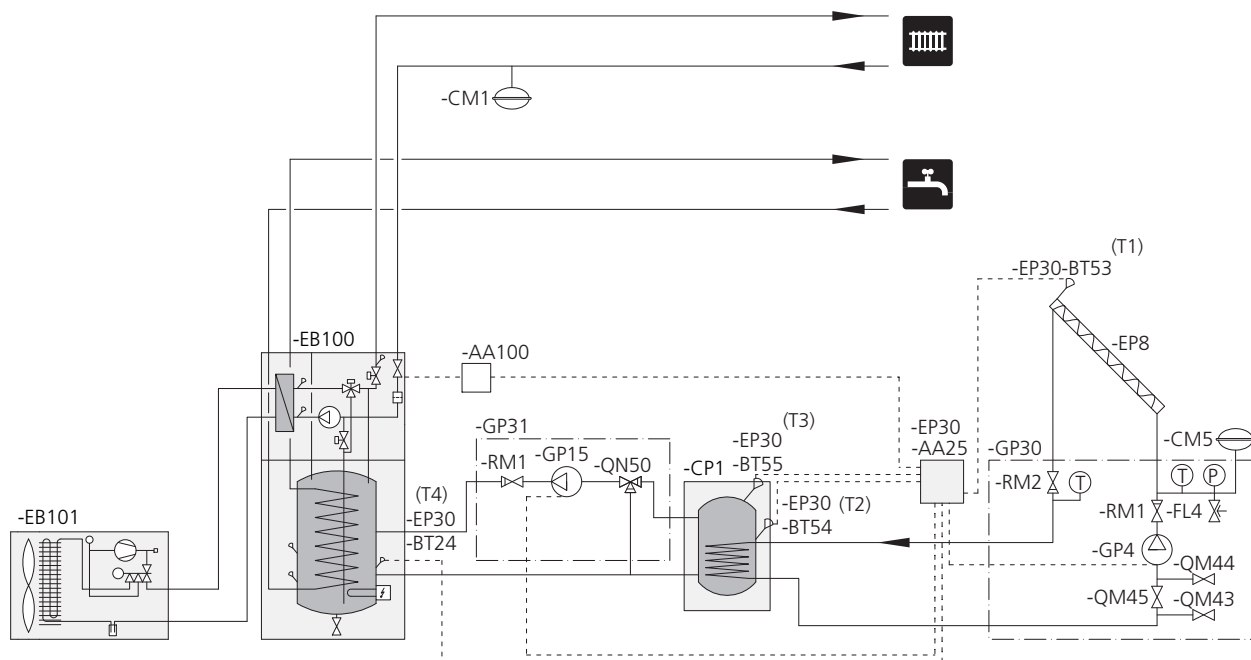 -CM1
(T1)
-EP30-BT53
-EB100
-AA100
-EP8
(T3)
-GP31
-EP30
-BT55
-EP30
-AA25
-CM5
-GP15
-QN50
-CP1
-GP30
-RM1
-RM2
T
T
P
(T4)
-EP30
-BT24
-EP30
(T2)
-BT54
-RM1
-FL4
-EB101
-GP4
-QM44
-QM45
-QM43